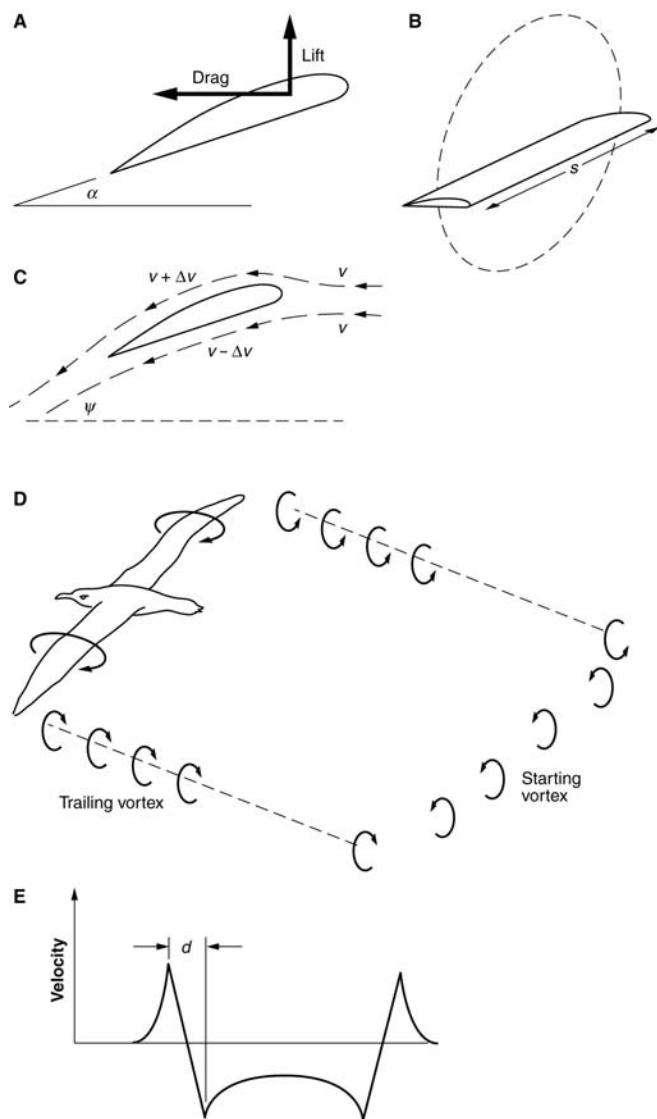 A
Lift
Drag
α
B
s
C
v + Δv
v
v
v – Δv
ψ
D
Trailing vortex
Starting
vortex
E
Velocity
d